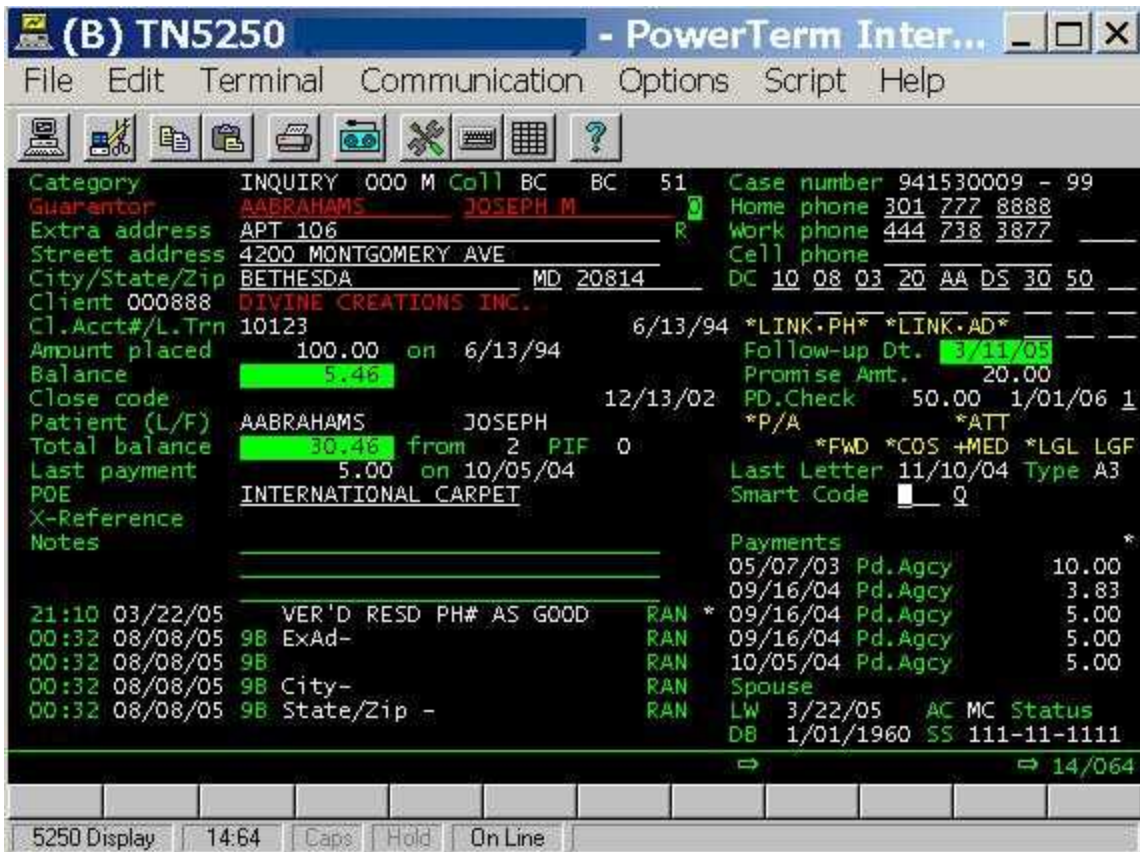 (B) TN5250 - PowerTerm Inter...
File Edit Terminal Communication Options Script Help
Category INQUIRY 000 M Coll BC BC 51 Case number 941530009 - 99
Guarantor AABRAHAMS JOSEPH M O Home phone 301 777 8888
Extra address APT 106 R Work phone 444 738 3877
Street address 4200 MONTGOMERY AVE Cell phone
City/State/Zip BETHESDA MD 20814 DC 10 08 03 20 AA DS 30 50
Client 000888 DIVINE CREATIONS INC.
Cl.Acct#/L.Trn 10123 6/13/94 *LINK·PH* *LINK·AD*
Amount placed 100.00 on 6/13/94 Follow-up Dt. 3/11/05
Balance 5.46 Promise Amt. 20.00
Close code 12/13/02 PD.Check 50.00 1/01/06 1
Patient (L/F) AABRAHAMS JOSEPH *P/A *ATT
Total balance 30.46 from 2 PIF 0 *FWD *COS +MED *LGL LGF
Last payment 5.00 on 10/05/04 Last Letter 11/10/04 Type A3
POE INTERNATIONAL CARPET Smart Code Q
X-Reference
Notes Payments *
05/07/03 Pd.Agcy 10.00
09/16/04 Pd.Agcy 3.83
21:10 03/22/05 VER'D RESD PH# AS GOOD RAN * 09/16/04 Pd.Agcy 5.00
00:32 08/08/05 9B ExAd- RAN 09/16/04 Pd.Agcy 5.00
00:32 08/08/05 9B RAN 10/05/04 Pd.Agcy 5.00
00:32 08/08/05 9B City- RAN Spouse
00:32 08/08/05 9B State/Zip - RAN LW 3/22/05 AC MC Status
DB 1/01/1960 SS 111-11-1111
⇨ ⇨ 14/064
5250 Display 14:64 Caps Hold On Line